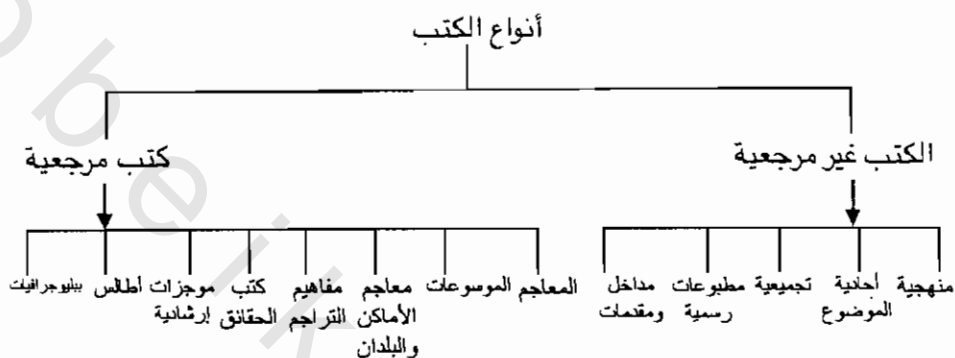 أنواع الكتب
الكتب غير مرجعية
كتب مرجعية
منهجية
أحادية
الموضوع
تجميعية
مطبوعات
رسمية
مداخل
ومقدمات
المعاجم
الموسوعات
معاجم
الأماكن
والبلدان
مفاهيم
التراجم
كتب
الحقائق
موجزات
إرشادية
أطالس
ببليوجرافيات
obeik